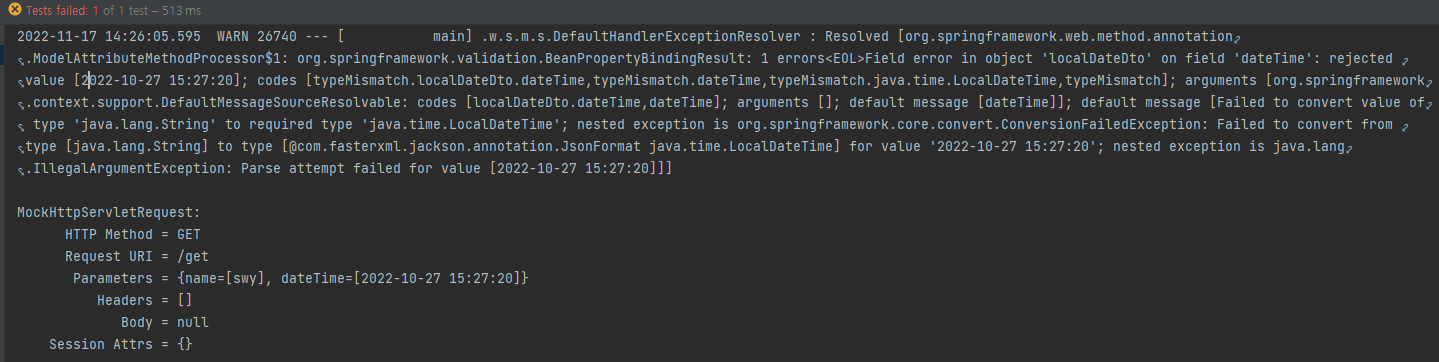 Tests failed: 1 of 1 test – 513 ms
2022-11-17 14:26:05.595  WARN 26740 --- [           main] .w.s.m.s.DefaultHandlerExceptionResolver : Resolved [org.springframework.web.method.annotation
.ModelAttributeMethodProcessor$1: org.springframework.validation.BeanPropertyBindingResult: 1 errors<EOL>Field error in object 'localDateDto' on field 'dateTime': rejected
value [2022-10-27 15:27:20]; codes [typeMismatch.localDateDto.dateTime,typeMismatch.dateTime,typeMismatch.java.time.LocalDateTime,typeMismatch]; arguments [org.springframework
.context.support.DefaultMessageSourceResolvable: codes [localDateDto.dateTime,dateTime]; arguments []; default message [dateTime]]; default message [Failed to convert value of
type 'java.lang.String' to required type 'java.time.LocalDateTime'; nested exception is org.springframework.core.convert.ConversionFailedException: Failed to convert from
type [java.lang.String] to type [@com.fasterxml.jackson.annotation.JsonFormat java.time.LocalDateTime] for value '2022-10-27 15:27:20'; nested exception is java.lang
.IllegalArgumentException: Parse attempt failed for value [2022-10-27 15:27:20]]]
MockHttpServletRequest:
HTTP Method = GET
Request URI = /get
Parameters = {name=[swy], dateTime=[2022-10-27 15:27:20]}
Headers = []
Body = null
Session Attrs = {}